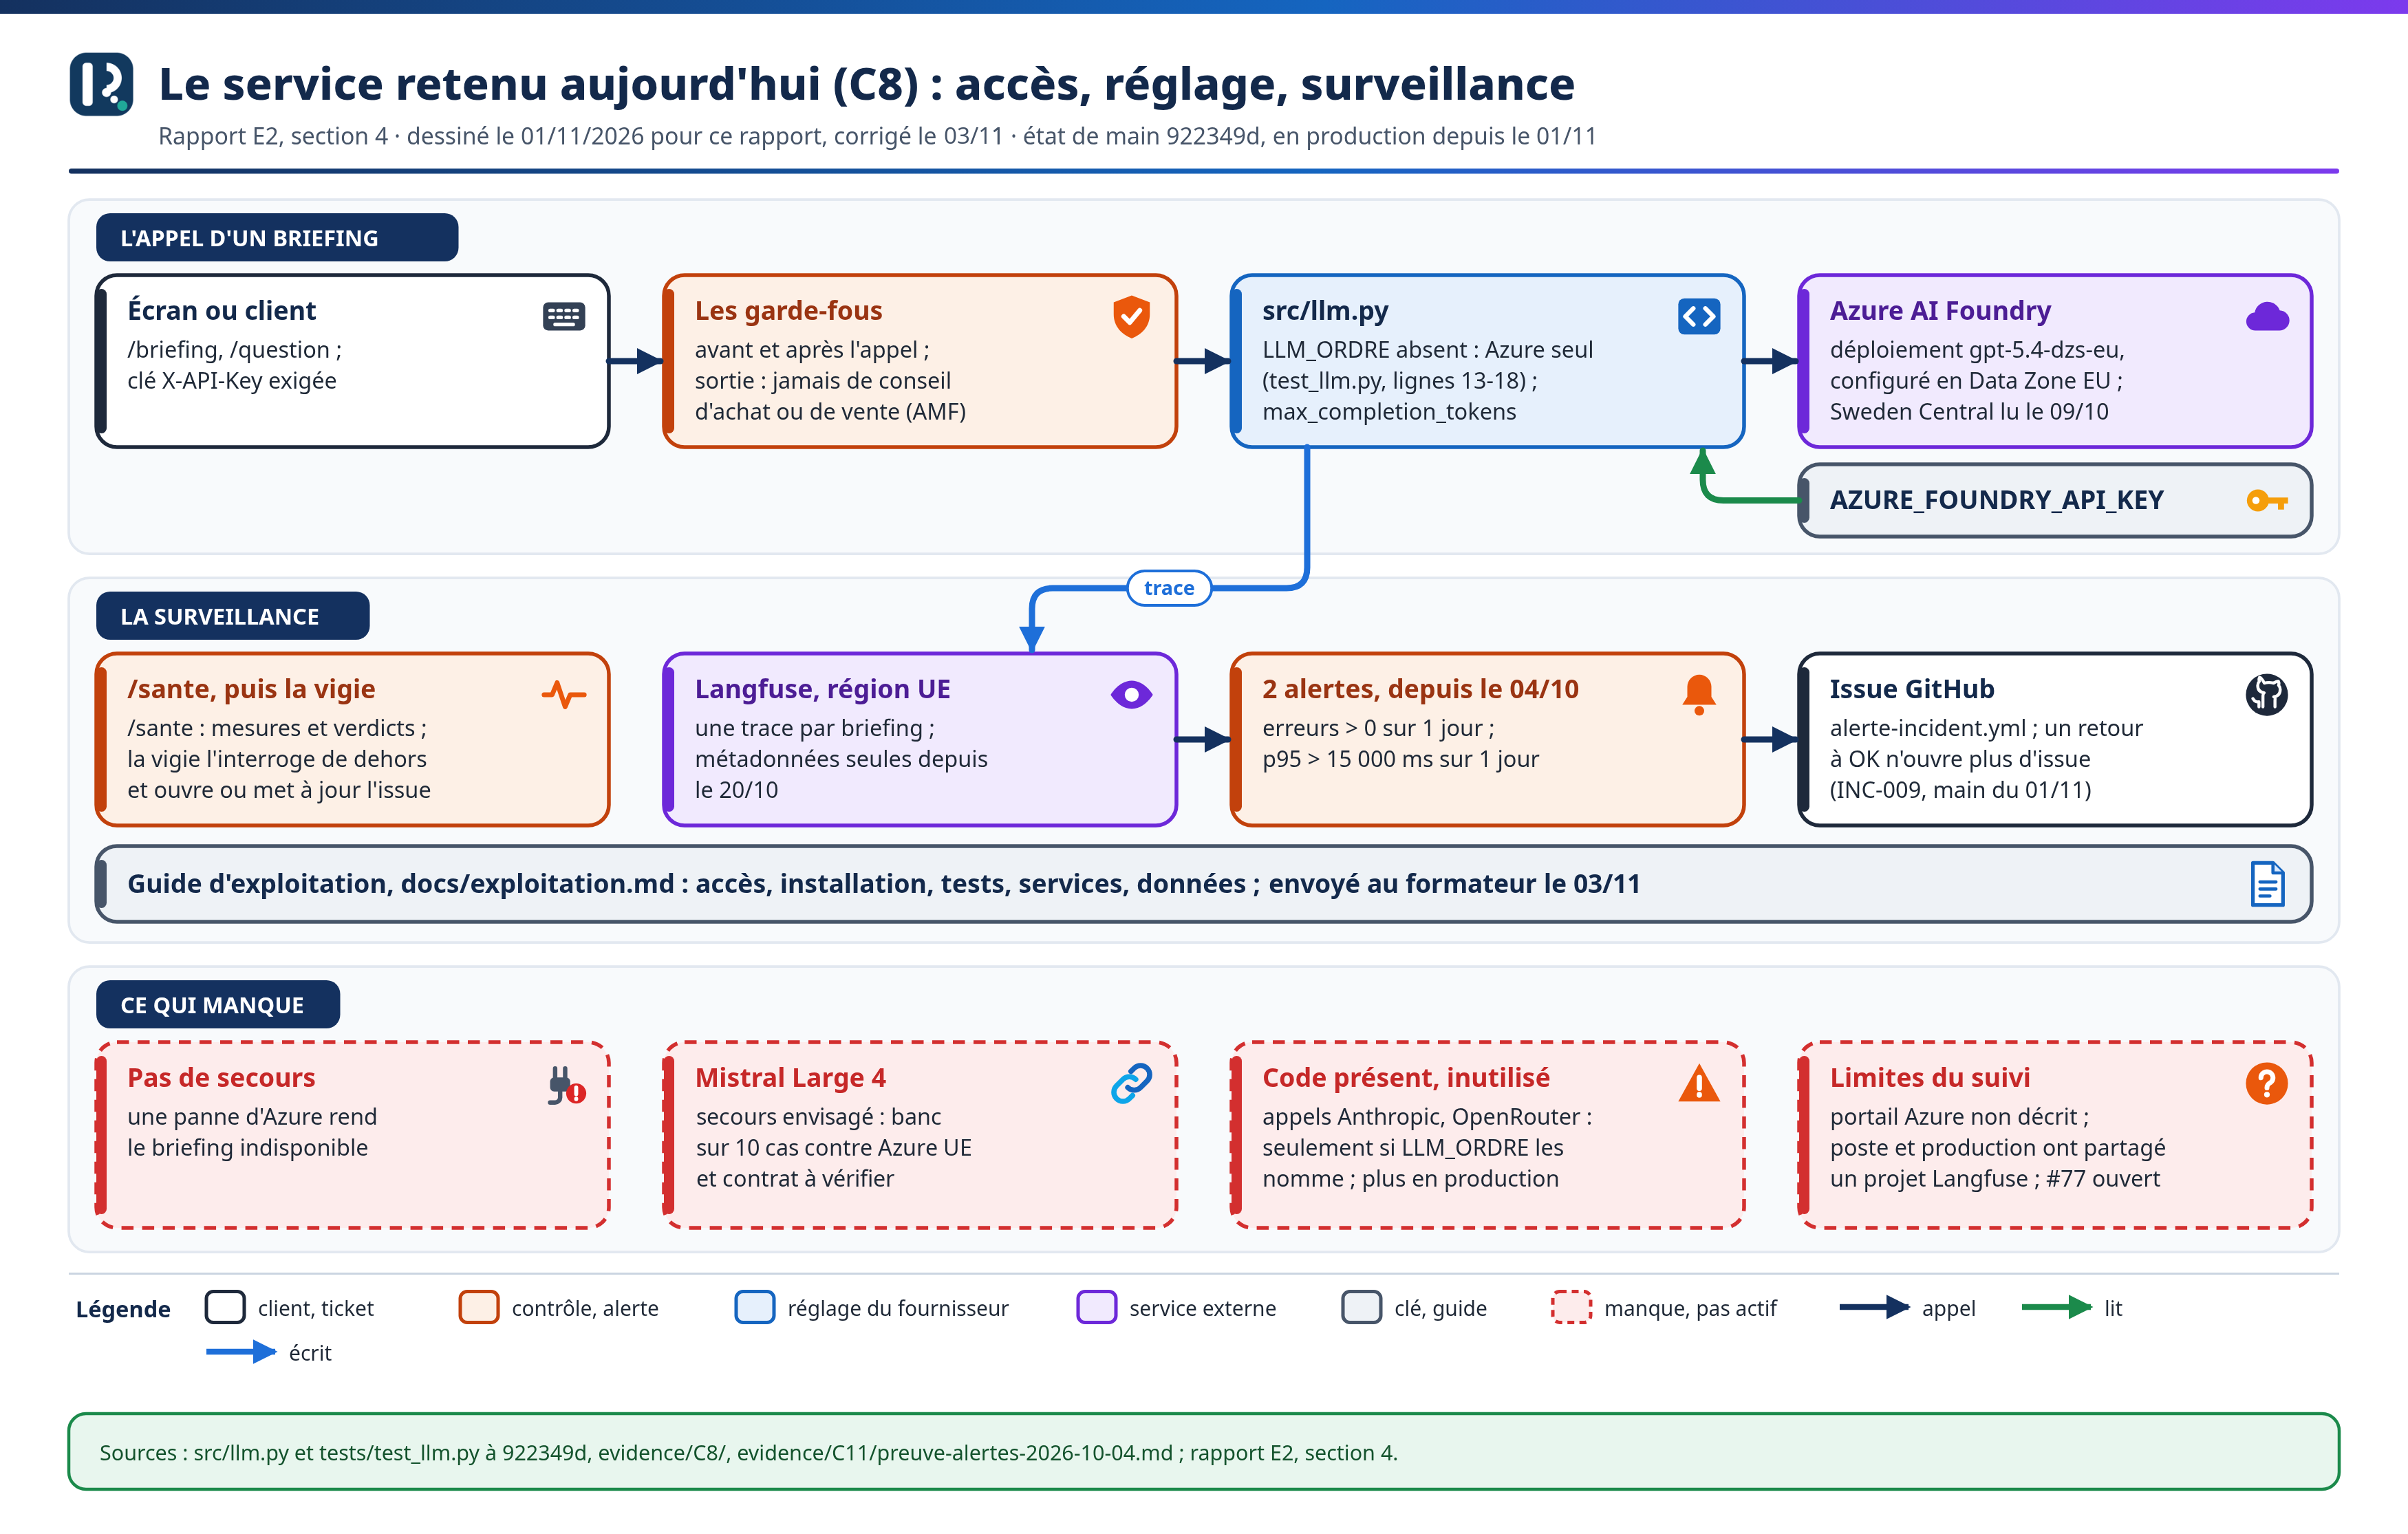 Le service retenu aujourd'hui (C8) : accès, réglage, surveillance
Rapport E2, section 4 · dessiné le 01/11/2026 pour ce rapport, corrigé le 03/11 · état de main 922349d, en production depuis le 01/11
L'APPEL D'UN BRIEFING
Écran ou client
/briefing, /question ;
clé X-API-Key exigée
Les garde-fous
avant et après l'appel ;
sortie : jamais de conseil
d'achat ou de vente (AMF)
src/llm.py
LLM_ORDRE absent : Azure seul
(test_llm.py, lignes 13-18) ;
max_completion_tokens
Azure AI Foundry
déploiement gpt-5.4-dzs-eu,
configuré en Data Zone EU ;
Sweden Central lu le 09/10
AZURE_FOUNDRY_API_KEY
trace
LA SURVEILLANCE
/sante, puis la vigie
/sante : mesures et verdicts ;
la vigie l'interroge de dehors
et ouvre ou met à jour l'issue
Langfuse, région UE
une trace par briefing ;
métadonnées seules depuis
le 20/10
2 alertes, depuis le 04/10
erreurs > 0 sur 1 jour ;
p95 > 15 000 ms sur 1 jour
Issue GitHub
alerte-incident.yml ; un retour
à OK n'ouvre plus d'issue
(INC-009, main du 01/11)
Guide d'exploitation, docs/exploitation.md : accès, installation, tests, services, données ; envoyé au formateur le 03/11
CE QUI MANQUE
Pas de secours
une panne d'Azure rend
le briefing indisponible
Mistral Large 4
secours envisagé : banc
sur 10 cas contre Azure UE
et contrat à vérifier
Code présent, inutilisé
appels Anthropic, OpenRouter :
seulement si LLM_ORDRE les
nomme ; plus en production
Limites du suivi
portail Azure non décrit ;
poste et production ont partagé
un projet Langfuse ; #77 ouvert
Légende
client, ticket
contrôle, alerte
réglage du fournisseur
service externe
clé, guide
manque, pas actif
appel
lit
écrit
Sources : src/llm.py et tests/test_llm.py à 922349d, evidence/C8/, evidence/C11/preuve-alertes-2026-10-04.md ; rapport E2, section 4.